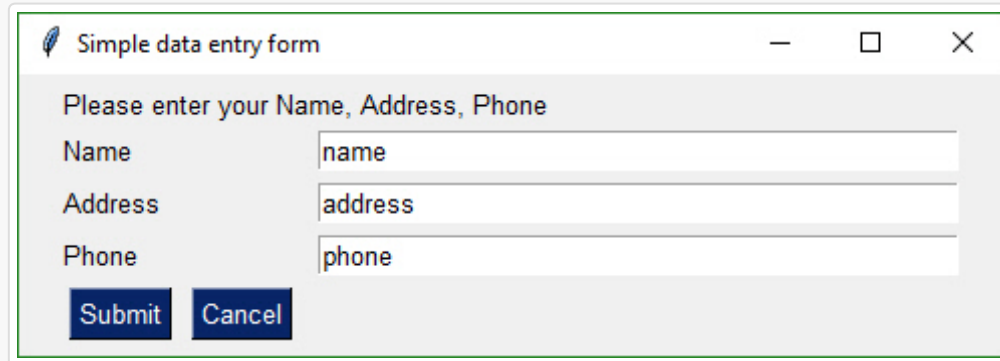 Simple data entry form
Please enter your Name, Address, Phone
Name name
Address address
Phone phone
Submit Cancel